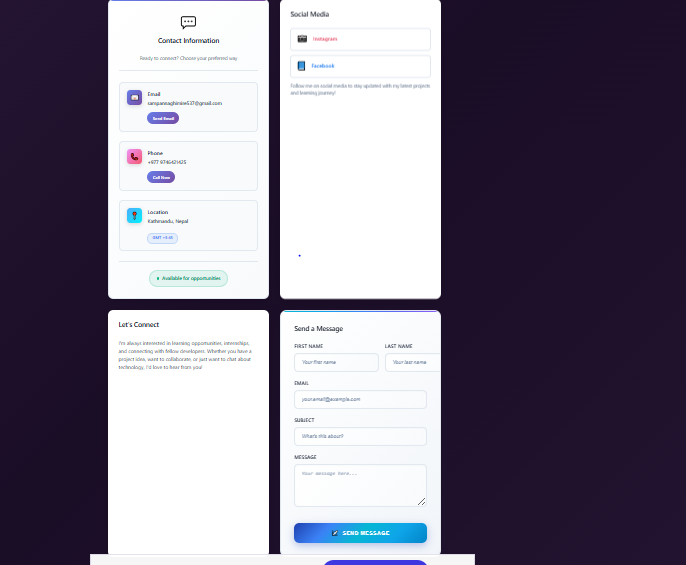 Contact Information
Ready to connect? Choose your preferred way
Email
sampannaghimire537@gmail.com
Send Email
Phone
+977 9746421425
Call Now
Location
Kathmandu, Nepal
GMT +5:45
Available for opportunities
Social Media
Instagram
Facebook
Follow me on social media to stay updated with my latest projects
and learning journey!
Let's Connect
I'm always interested in learning opportunities, internships,
and connecting with fellow developers. Whether you have a
project idea, want to collaborate, or just want to chat about
technology, I'd love to hear from you!
Send a Message
FIRST NAME
LAST NAME
Your first name
Your last name
EMAIL
your.email@example.com
SUBJECT
What's this about?
MESSAGE
Your message here...
SEND MESSAGE